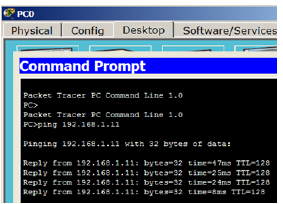 PC0
Physical Config Desktop Software/Services
Command Prompt
Packet Tracer PC Command Line 1.0
PC>
Packet Tracer PC Command Line 1.0
PC>ping 192.168.1.11
Pinging 192.168.1.11 with 32 bytes of data:
Reply from 192.168.1.11: bytes=32 time=47ms TTL=128
Reply from 192.168.1.11: bytes=32 time=25ms TTL=128
Reply from 192.168.1.11: bytes=32 time=24ms TTL=128
Reply from 192.168.1.11: bytes=32 time=8ms TTL=128